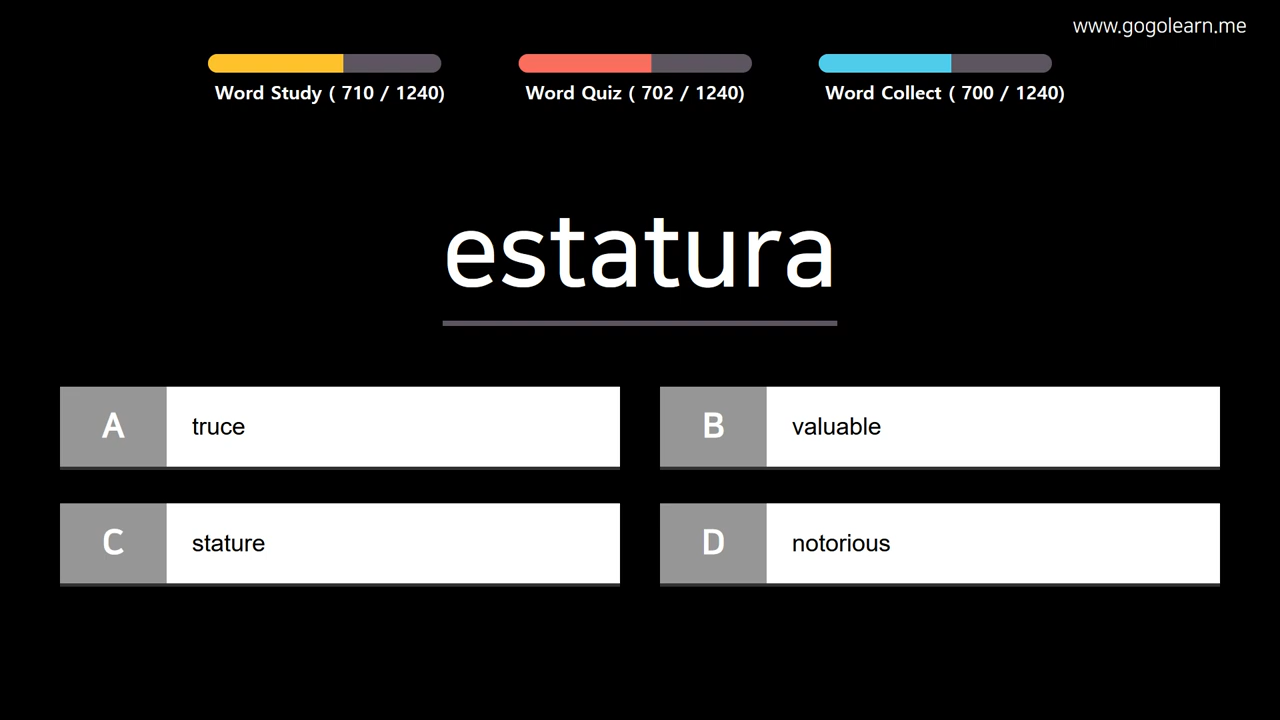 www.gogolearn.me
Word Study ( 710 / 1240)
Word Quiz ( 702 / 1240)
Word Collect ( 700 / 1240)
estatura
A truce
B valuable
C stature
D notorious